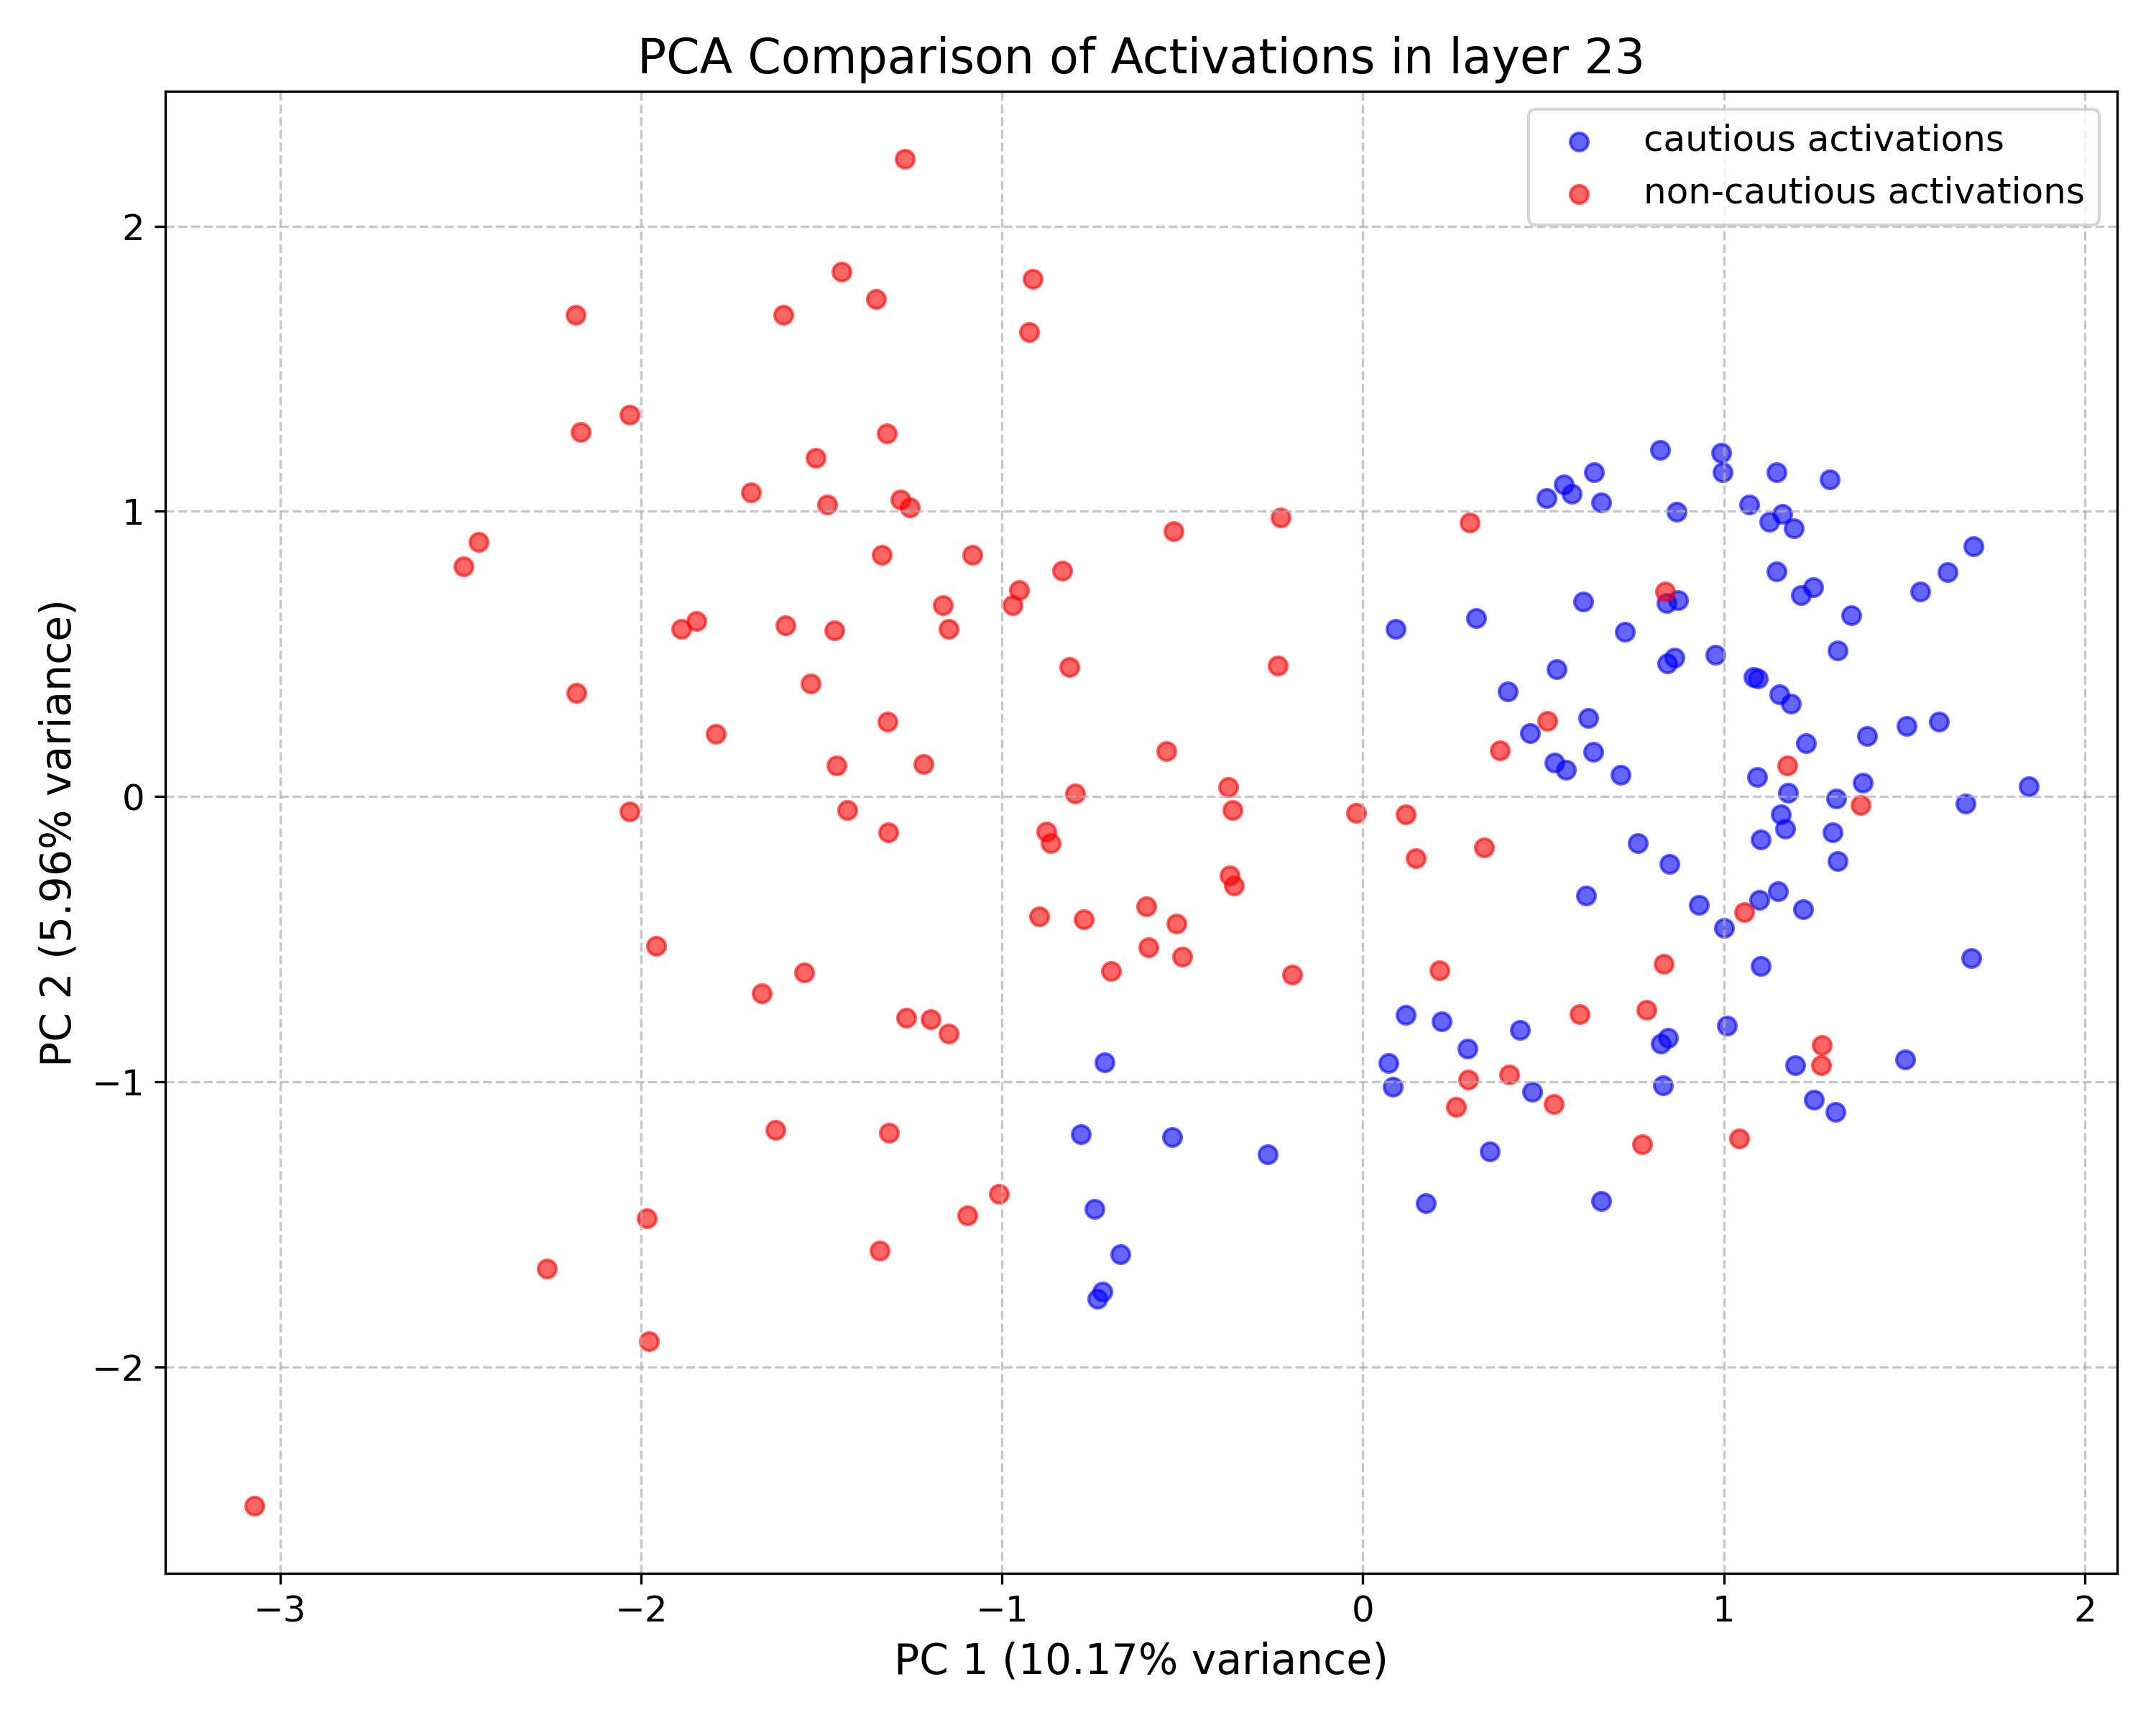 PCA Comparison of Activations in layer 23
cautious activations
non-cautious activations
PC 2 (5.96% variance)
2
1
0
−1
−2
−3
−2
−1
0
1
2
PC 1 (10.17% variance)